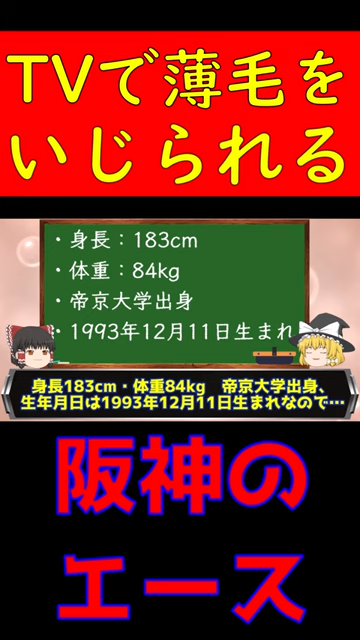 TVで薄毛を
いじられる
・身長：183cm
・体重：84kg
・帝京大学出身
・1993年12月11日生まれ
身長183cm・体重84kg　帝京大学出身、
生年月日は1993年12月11日生まれなので…
阪神の
エース